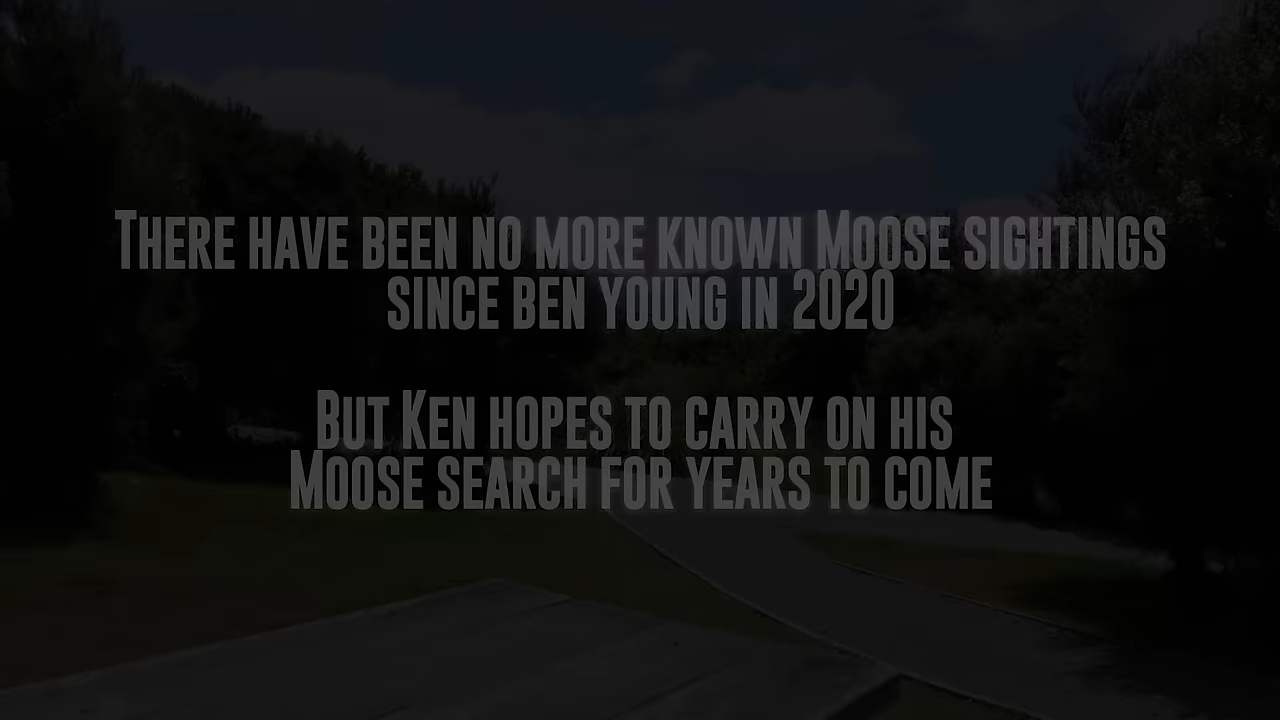 There have been no more known Moose sightings
since Ben Young in 2020
But Ken hopes to carry on his
Moose search for years to come